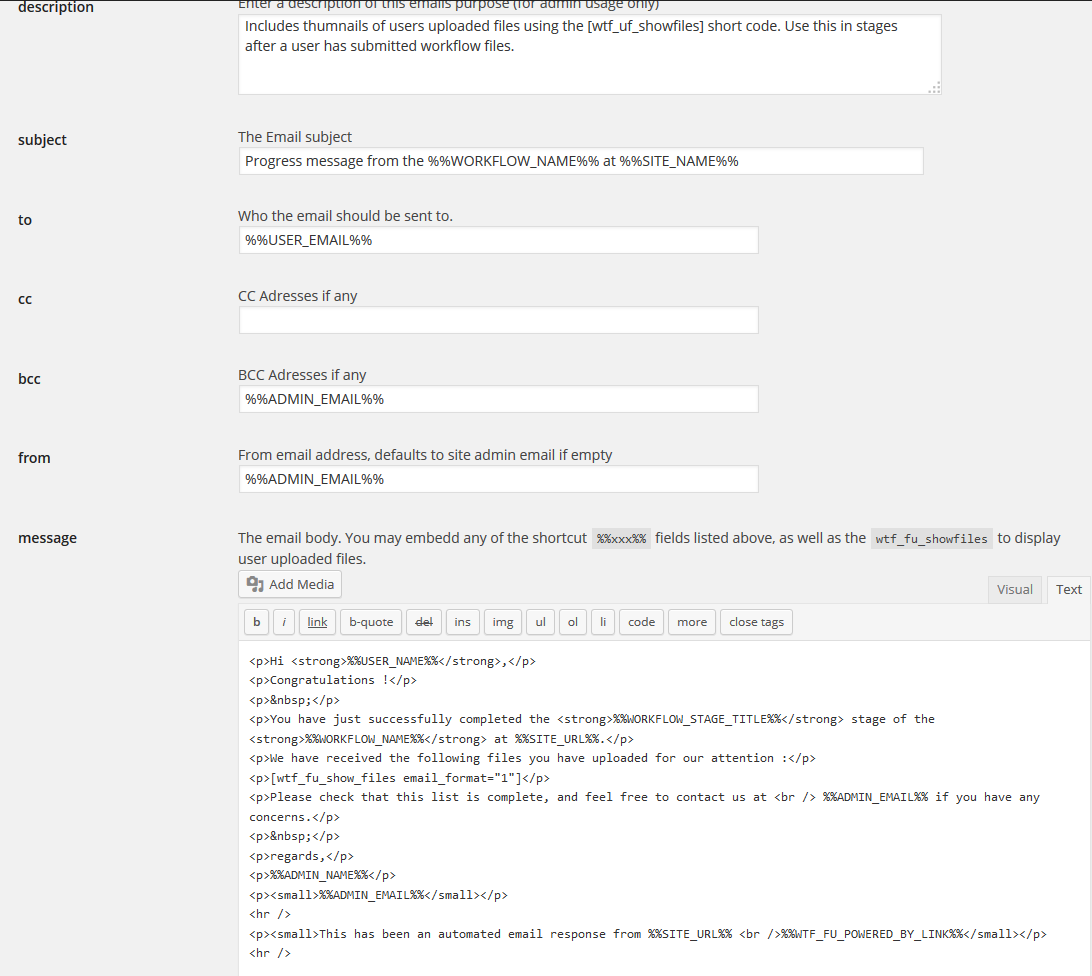 description
Enter a description of this emails purpose (for admin usage only)
Includes thumnails of users uploaded files using the [wtf_uf_showfiles] short code. Use this in stages
after a user has submitted workflow files.
subject
The Email subject
Progress message from the %%WORKFLOW_NAME%% at %%SITE_NAME%%
to
Who the email should be sent to.
%%USER_EMAIL%%
cc
CC Adresses if any
bcc
BCC Adresses if any
%%ADMIN_EMAIL%%
from
From email address, defaults to site admin email if empty
%%ADMIN_EMAIL%%
message
The email body. You may embedd any of the shortcut %%xxx%% fields listed above, as well as the wtf_fu_showfiles to display
user uploaded files.
Add Media
Visual Text
b i link b-quote del ins img ul ol li code more close tags
<p>Hi <strong>%%USER_NAME%%</strong>,</p>
<p>Congratulations !</p>
<p>&nbsp;</p>
<p>You have just successfully completed the <strong>%%WORKFLOW_STAGE_TITLE%%</strong> stage of the
<strong>%%WORKFLOW_NAME%%</strong> at %%SITE_URL%%.</p>
<p>We have received the following files you have uploaded for our attention :</p>
<p>[wtf_fu_show_files email_format="1"]</p>
<p>Please check that this list is complete, and feel free to contact us at <br /> %%ADMIN_EMAIL%% if you have any
concerns.</p>
<p>&nbsp;</p>
<p>regards,</p>
<p>%%ADMIN_NAME%%</p>
<p><small>%%ADMIN_EMAIL%%</small></p>
<hr />
<p><small>This has been an automated email response from %%SITE_URL%% <br />%%WTF_FU_POWERED_BY_LINK%%</small></p>
<hr />